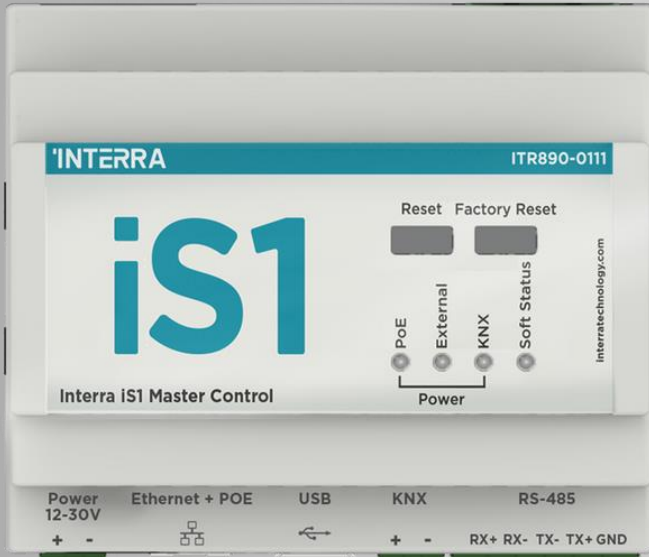 INTERRA
ITR890-0111
Reset Factory Reset
iS1
PoE
External
KNX
Soft Status
Power
interratechnology.com
Interra iS1 Master Control
Power Ethernet + POE USB KNX RS-485
12-30V
+ - + - RX+ RX- TX- TX+ GND